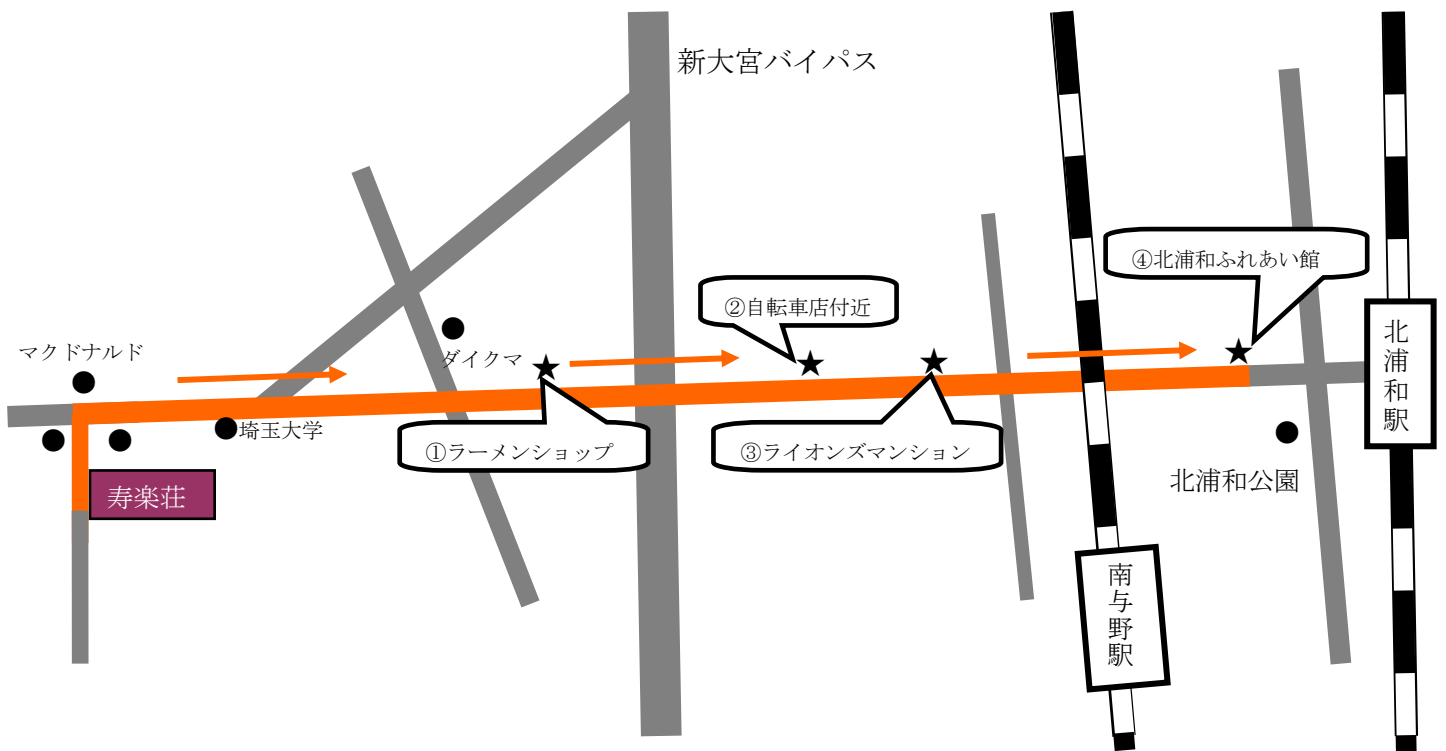 新大宮バイパス
④北浦和ふれあい館
②自転車店付近
マクドナルド
ダイクマ
北浦和駅
埼玉大学
①ラーメンショップ
③ライオンズマンション
北浦和公園
寿楽荘
南与野駅